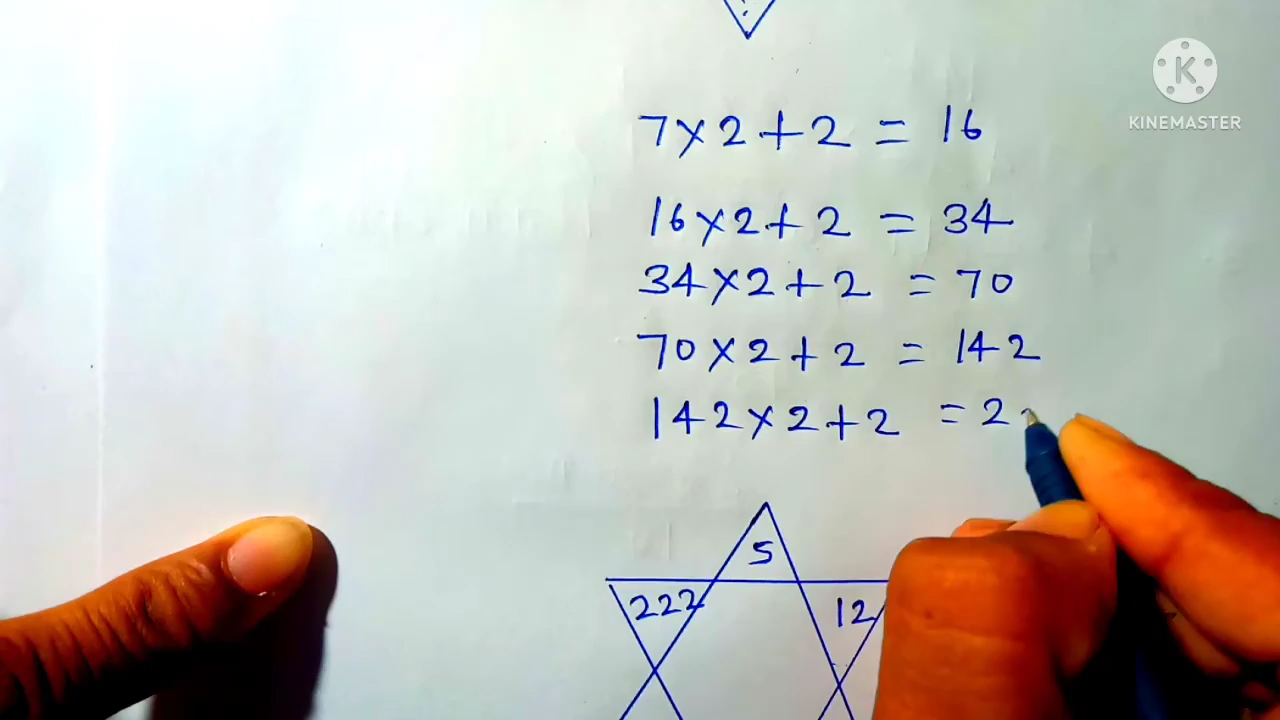 ?
7×2+2 = 16
16×2+2 = 34
34×2+2 = 70
70×2+2 = 142
142×2+2 = 2
5
222 12
K
KINEMASTER